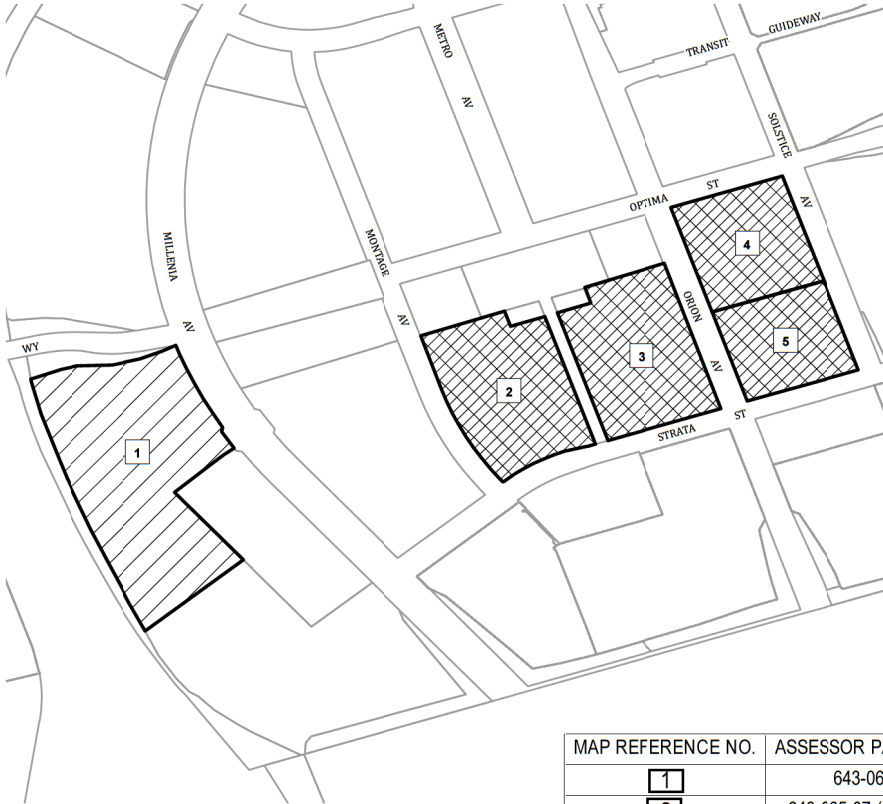 METRO
AV
TRANSIT
GUIDEWAY
SOLSTICE
AV
OPTIMA
ST
MILLENIA
AV
MONTAGE
AV
ORION
AV
WY
STRATA
ST
1
2
3
4
5
MAP REFERENCE NO.
ASSESSOR
1
643-06